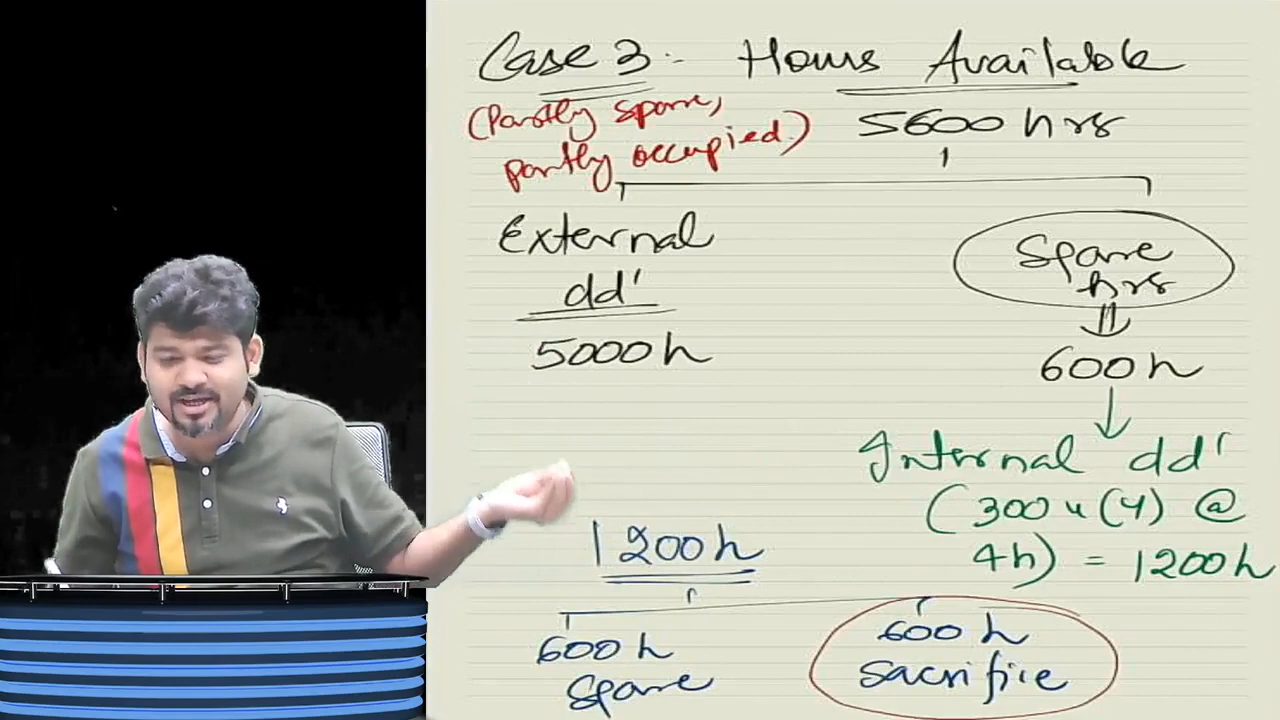 Case 3:- Hours Available
(Partly spare,
partly occupied.)
5600 hrs
External
dd'
5000 h
Spare
hrs
600 h
Internal dd'
(300 u (Y) @
4h) = 1200 h
1200 h
600 h
Spare
600 h
sacrifice